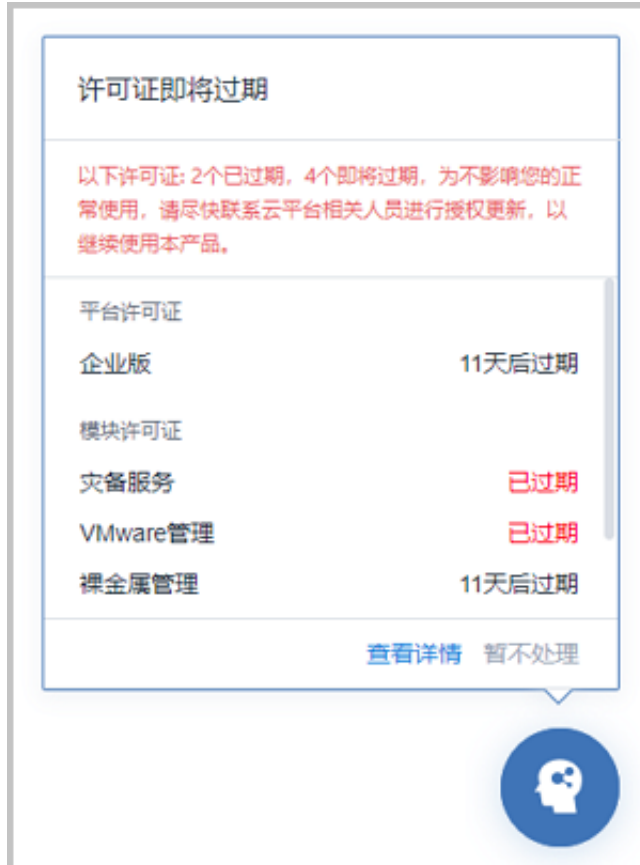 许可证即将过期
以下许可证: 2个已过期，4个即将过期，为不影响您的正
常使用，请尽快联系云平台相关人员进行授权更新，以
继续使用本产品。
平台许可证
企业版 11天后过期
模块许可证
灾备服务 已过期
VMware管理 已过期
裸金属管理 11天后过期
查看详情 暂不处理